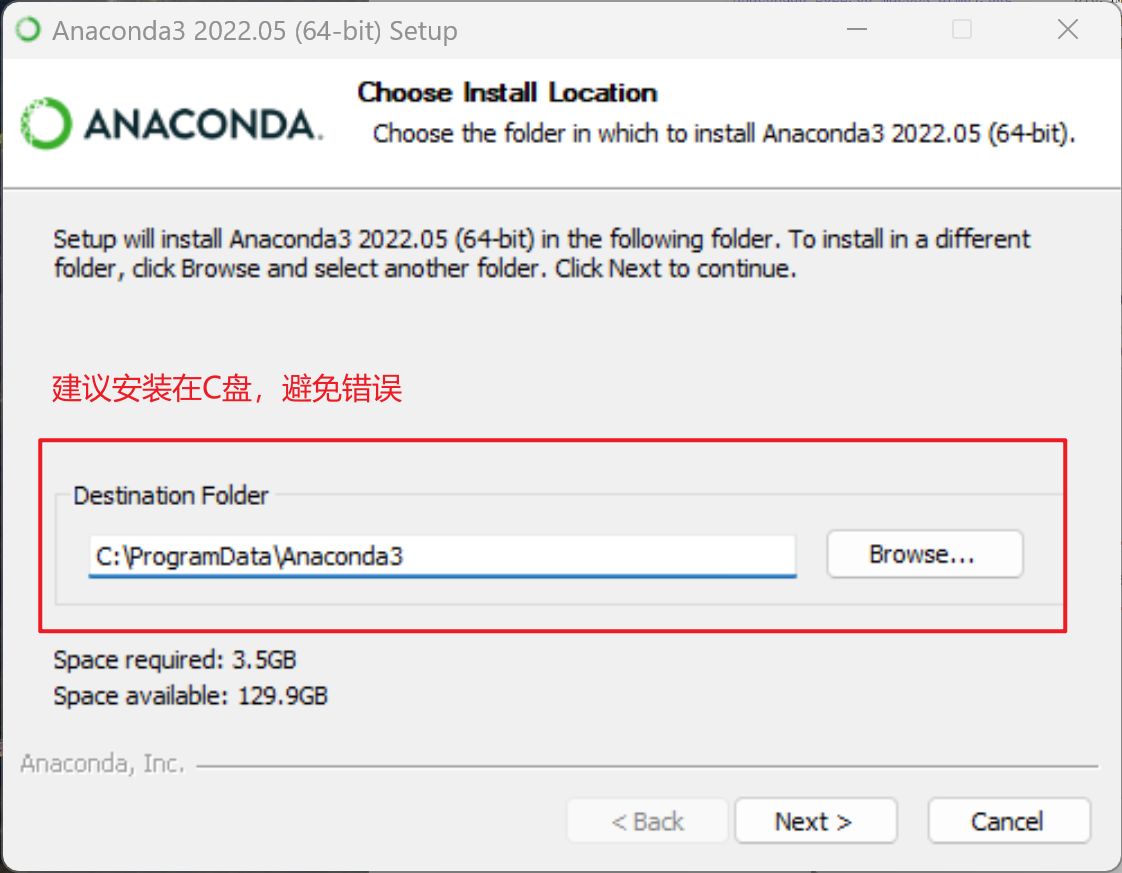 Anaconda3 2022.05 (64-bit) Setup
ANACONDA.
Choose Install Location
Choose the folder in which to install Anaconda3 2022.05 (64-bit).
Setup will install Anaconda3 2022.05 (64-bit) in the following folder. To install in a different
folder, click Browse and select another folder. Click Next to continue.
建议安装在C盘，避免错误
Destination Folder
C:\ProgramData\Anaconda3
Browse...
Space required: 3.5GB
Space available: 129.9GB
Anaconda, Inc.
< Back
Next >
Cancel